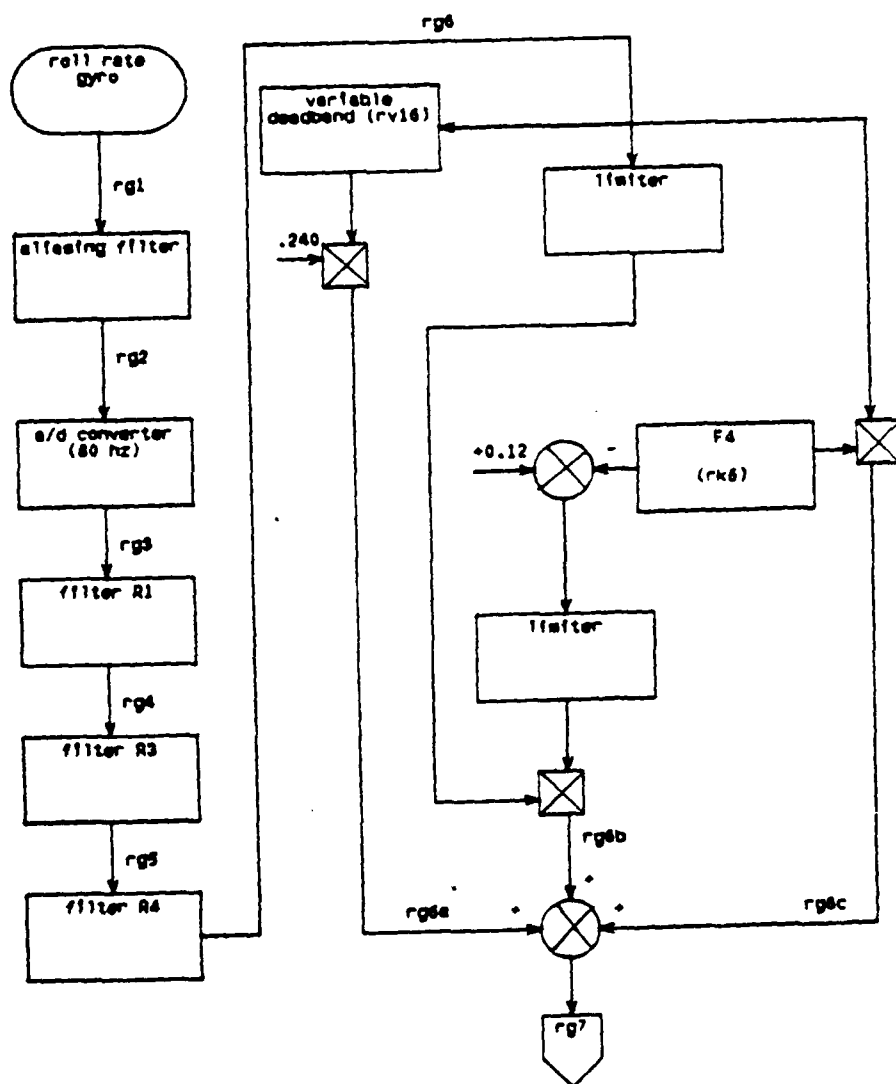 rg6
roll rate
gyro
variable
deadband (rv16)
limiter
rg1
aliasing filter
.240
rg2
a/d converter
(80 hz)
+0.12
-
F4
(rk6)
rg3
filter R1
limiter
rg4
filter R3
rg5
rg6b
+
filter R4
rg6a
+
+
rg6c
rg7